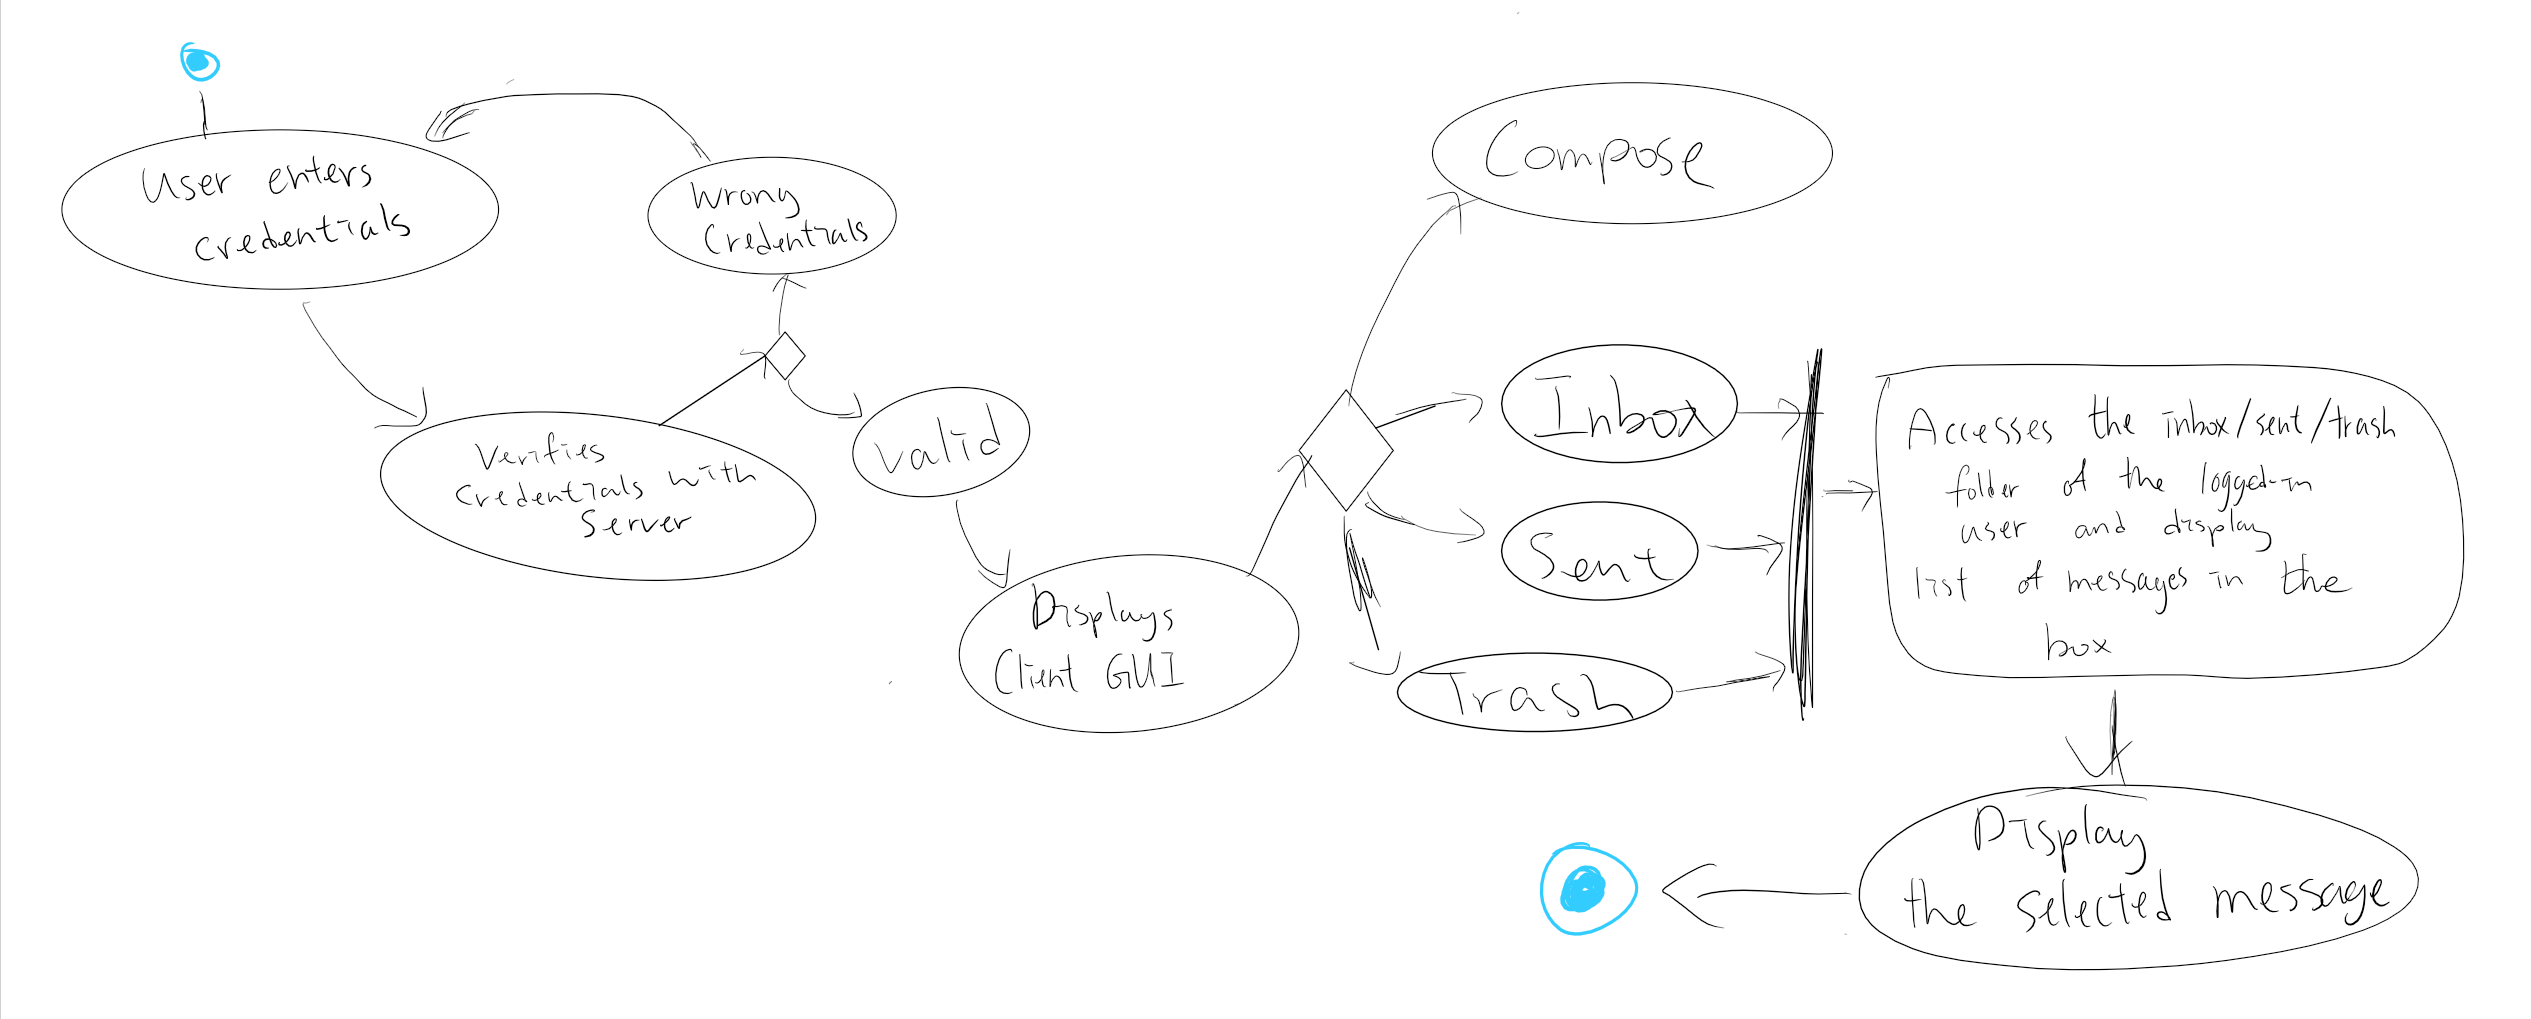 User enters
credentials
Wrong
Credentials
Verifies
Credentials with
Server
valid
Displays
Client GUI
Compose
Inbox
Sent
Trash
Accesses the inbox/sent/trash
folder of the logged-in
user and display
list of messages in the
box
Display
the selected message